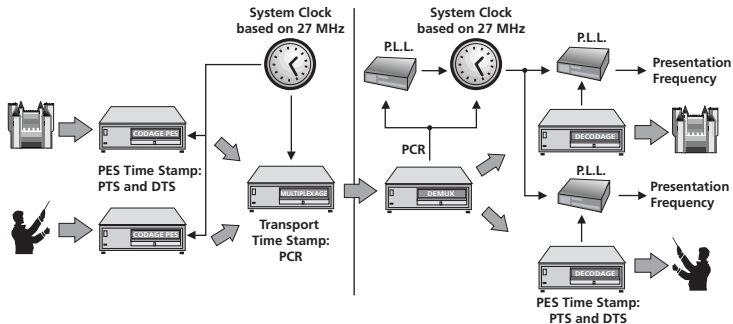 System Clock
based on 27 MHz
System Clock
based on 27 MHz
P.L.L.
P.L.L.
Presentation
Frequency
CODAGE PES
DECODAGE
PCR
PES Time Stamp:
PTS and DTS
MULTIPLEXAGE
DEMUX
P.L.L.
Presentation
Frequency
CODAGE PES
Transport
Time Stamp:
PCR
DECODAGE
PES Time Stamp:
PTS and DTS